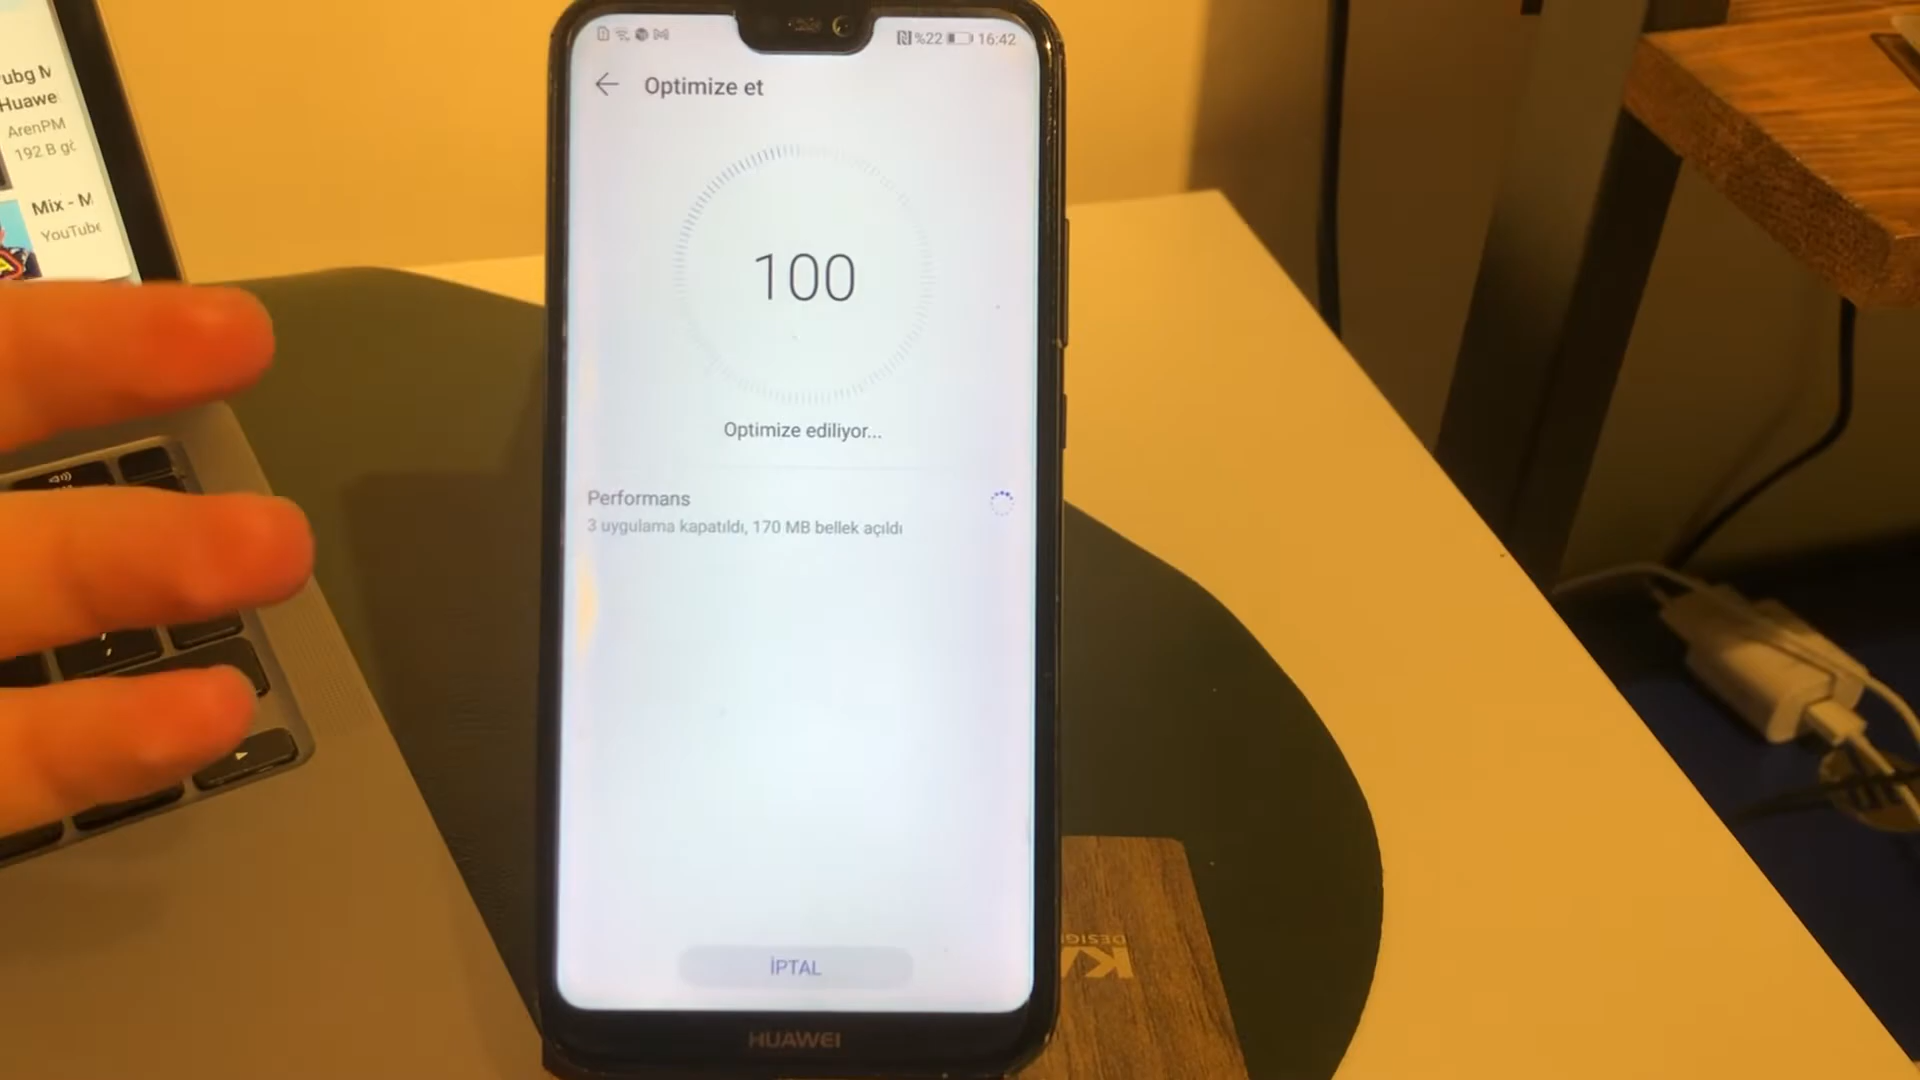 %22 16:42
Optimize et
100
Optimize ediliyor...
Performans
3 uygulama kapatıldı, 170 MB bellek açıldı
İPTAL
HUAWEI
ubg M
Huawe
ArenPM
192 B gö
Mix - M
YouTube
DESIG